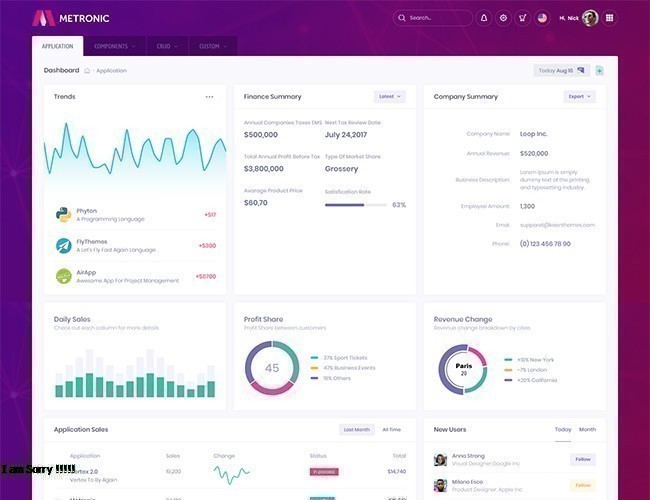 METRONIC
Search...
Hi, Nick
APPLICATION
COMPONENTS
CRUD
CUSTOM
Dashboard
Application
Today Aug 10
Trends
Phyton
A Programming Language
+$17
FlyThemes
A Let's Fly Fast Again Language
+$300
AirApp
Awesome App For Project Management
+$6700
Finance Summary
Latest
Annual Companies Taxes EMS
Next Tax Review Date
$500,000
July 24,2017
Total Annual Profit Before Tax
Type Of Market Share
$3,800,000
Grossery
Avarage Product Price
Satisfication Rate
$60,70
63%
Company Summary
Export
Company Name:
Loop Inc.
Annual Revenue:
$520,000
Business Description:
Lorem Ipsum is simply
dummy text of the printing
and typesetting industry.
Employee Amount:
1,300
Email:
Phone:
(0) 123 456 78 90
Daily Sales
Check out each column for more details
Profit Share
Profit Share between customers
45
37% Sport Tickets
47% Business Events
19% Others
Revenue Change
Revenue change breakdown by cities
Paris
20
+10% New York
-7% London
+20% California
Application Sales
Last Month
All Time
Application
Sales
Change
Status
Total
Vertex 2.0
Vertex To By Again
19,200
in process
$14,740
Metronic
New Users
Today
Month
Anna Strong
Visual Designer,Google Inc
Follow
Milano Esco
Product Designer, Apple Inc
Follow
I am Sorry !!!!!